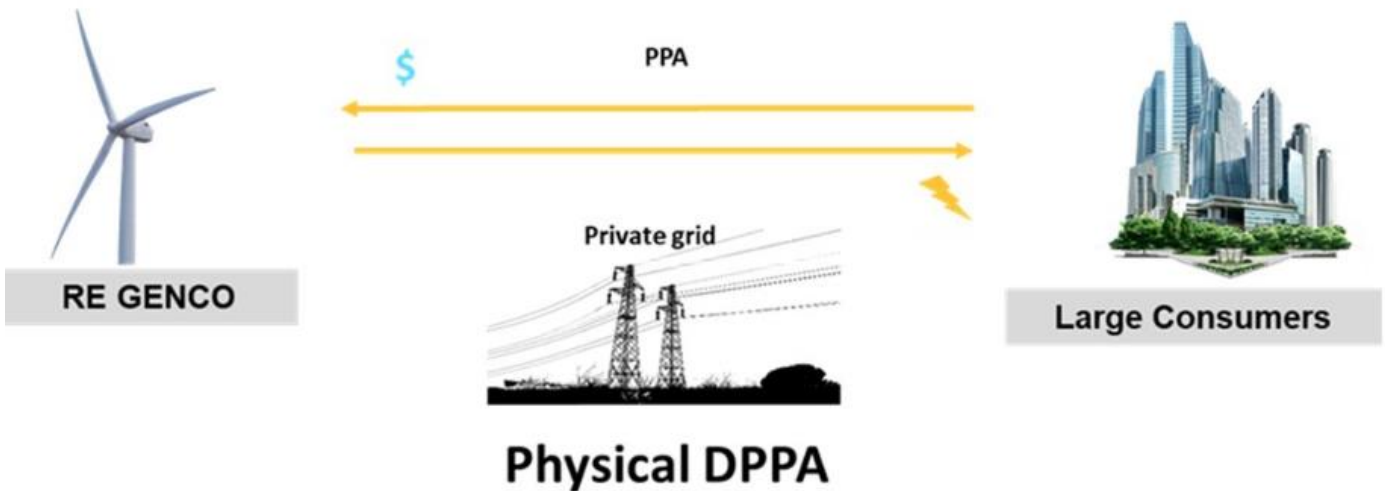 $
PPA
Private grid
RE GENCO
Large Consumers
Physical DPPA